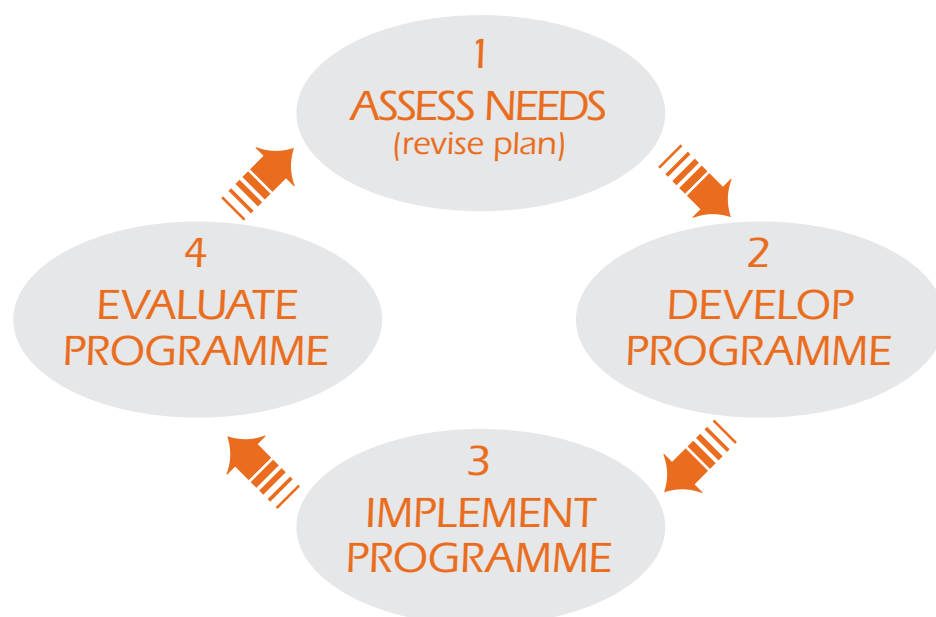 1
ASSESS NEEDS
(revise plan)
2
DEVELOP
PROGRAMME
3
IMPLEMENT
PROGRAMME
4
EVALUATE
PROGRAMME